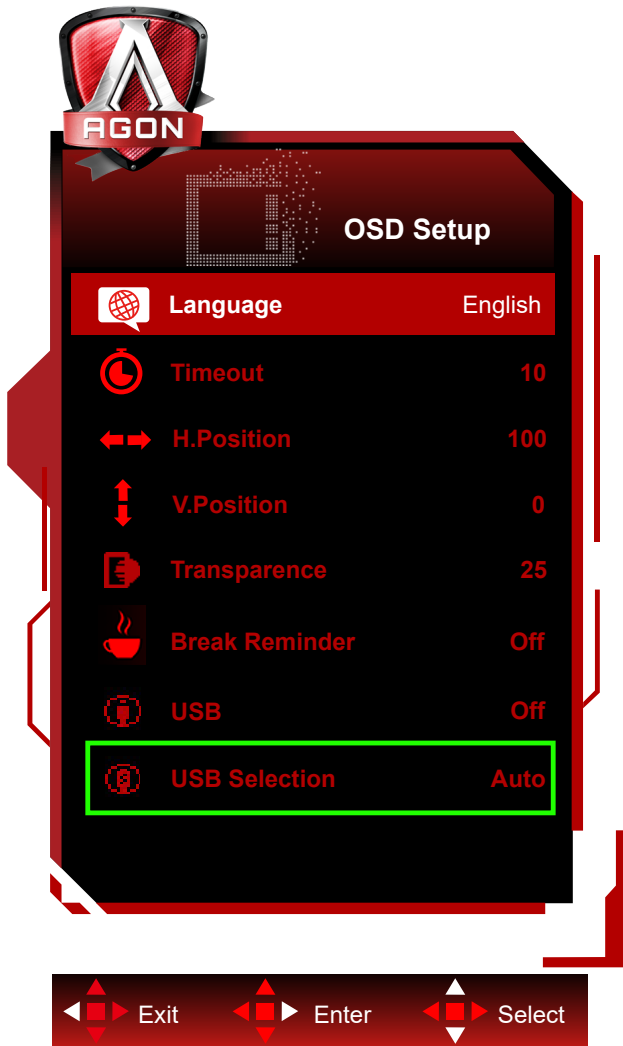 AGON
OSD Setup
Language English
Timeout 10
H.Position 100
V.Position 0
Transparence 25
Break Reminder Off
USB Off
USB Selection Auto
Exit Enter Select